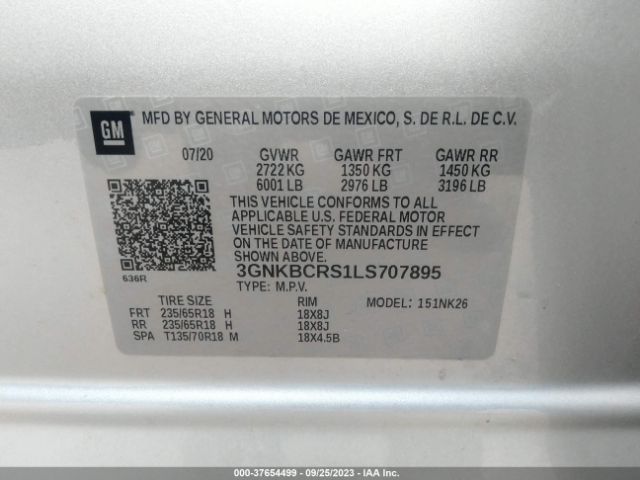 GM
MFD BY GENERAL MOTORS DE MEXICO, S. DE R.L. DE C.V.
07/20 GVWR GAWR FRT GAWR RR
2722 KG 1350 KG 1450 KG
6001 LB 2976 LB 3196 LB
THIS VEHICLE CONFORMS TO ALL
APPLICABLE U.S. FEDERAL MOTOR
VEHICLE SAFETY STANDARDS IN EFFECT
ON THE DATE OF MANUFACTURE
SHOWN ABOVE.
3GNKBCRS1LS707895
636R
TYPE: M.P.V.
TIRE SIZE RIM MODEL: 151NK26
FRT 235/65R18 H 18X8J
RR 235/65R18 H 18X8J
SPA T135/70R18 M 18X4.5B
#: 37654499 - 09/25/2023 - IAA Inc.